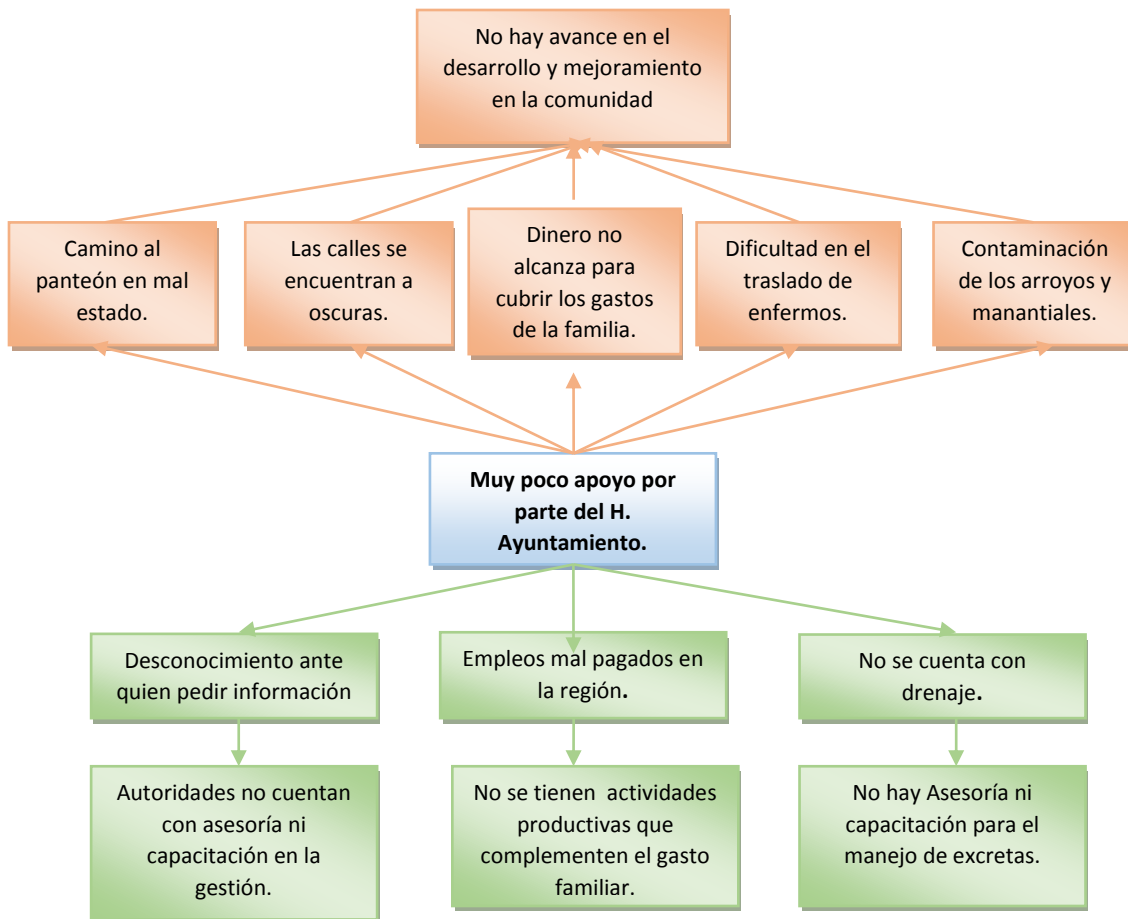 No hay avance en el
desarrollo y mejoramiento
en la comunidad
Camino al
panteón en mal
estado.
Las calles se
encuentran a
oscuras.
Dinero no
alcanza para
cubrir los gastos
de la familia.
Dificultad en el
traslado de
enfermos.
Contaminación
de los arroyos y
manantiales.
Muy poco apoyo por
parte del H.
Ayuntamiento.
Desconocimiento ante
quien pedir información
Empleos mal pagados en
la región.
No se cuenta con
drenaje.
Autoridades no cuentan
con asesoría ni
capacitación en la
gestión.
No se tienen actividades
productivas que
complementen el gasto
familiar.
No hay Asesoría ni
capacitación para el
manejo de excretas.